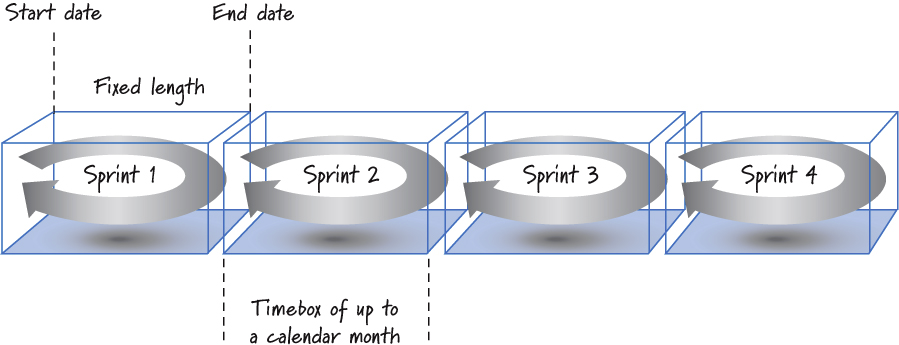 Start date
End date
Fixed length
Sprint 1
Sprint 2
Sprint 3
Sprint 4
Timebox of up to
a calendar month